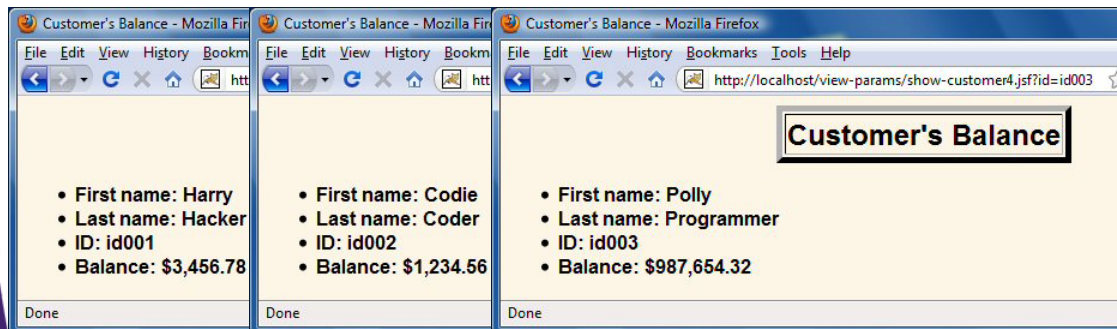 Customer's Balance - Mozilla Fir
File Edit View History Bookm
htt
First name: Harry
Last name: Hacker
ID: id001
Balance: $3,456.78
Done
Customer's Balance - Mozilla Fir
File Edit View History Bookm
htt
First name: Codie
Last name: Coder
ID: id002
Balance: $1,234.56
Done
Customer's Balance - Mozilla Firefox
File Edit View History Bookmarks Tools Help
http://localhost/view-params/show-customer4.jsf?id=id003
Customer's Balance
First name: Polly
Last name: Programmer
ID: id003
Balance: $987,654.32
Done